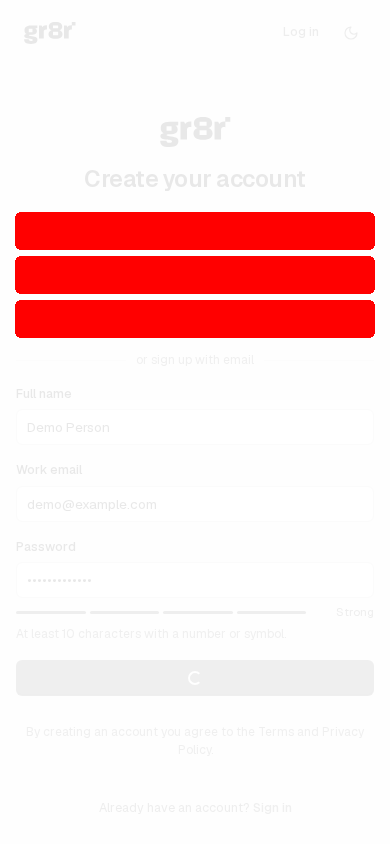 gr8r
Log in
gr8r
Create your account
or sign up with email
Full name
Demo Person
Work email
demo@example.com
Password
•••••••••••••
Strong
At least 10 characters with a number or symbol.
By creating an account you agree to the Terms and Privacy
Policy.
Already have an account? Sign in